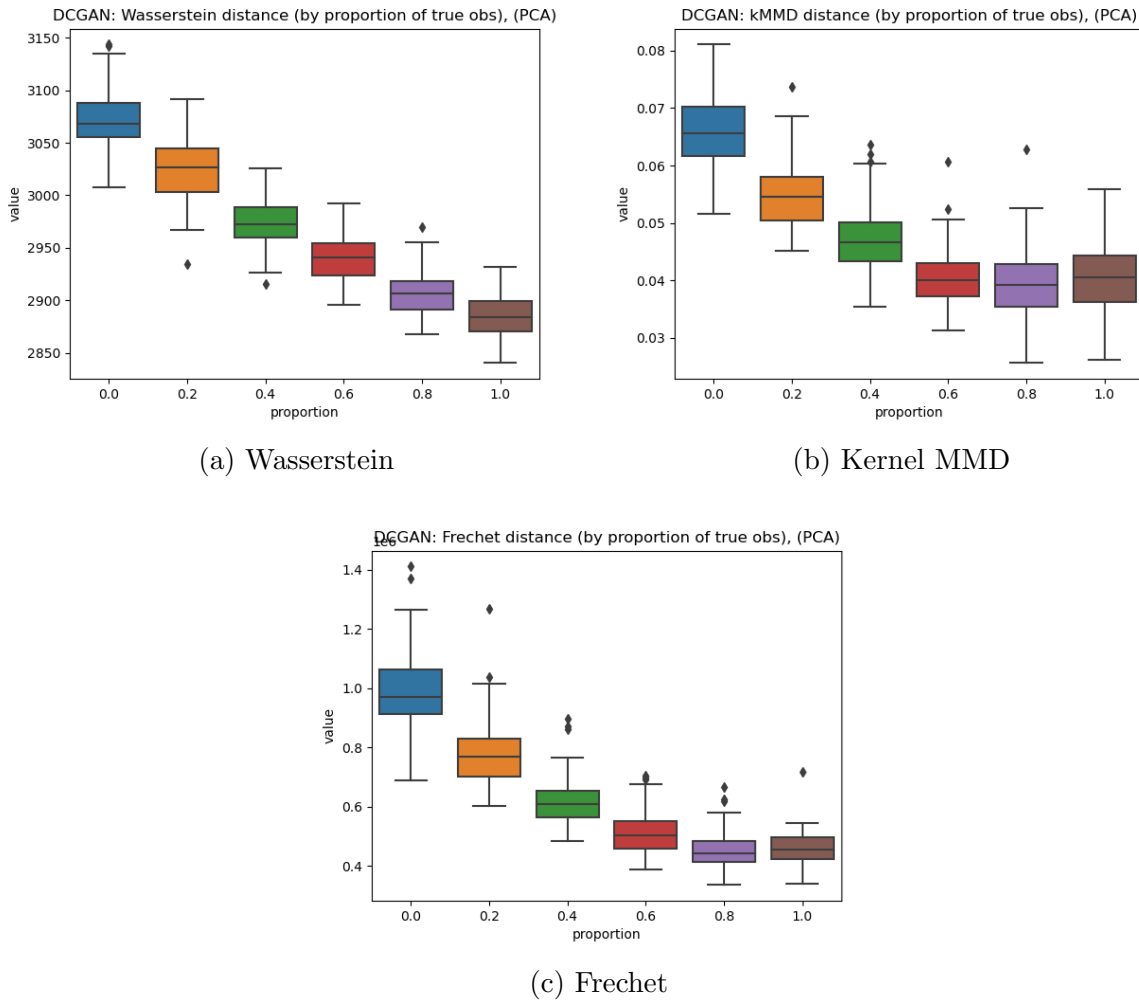 DCGAN: Wasserstein distance (by proportion of true obs), (PCA)
3150
3100
3050
3000
2950
2900
2850
value
0.0 0.2 0.4 0.6 0.8 1.0
proportion
(a) Wasserstein
DCGAN: kMMD distance (by proportion of true obs), (PCA)
0.08
0.07
0.06
0.05
0.04
0.03
value
0.0 0.2 0.4 0.6 0.8 1.0
proportion
(b) Kernel MMD
DCGAN: Frechet distance (by proportion of true obs), (PCA)
1e6
1.4
1.2
1.0
0.8
0.6
0.4
value
0.0 0.2 0.4 0.6 0.8 1.0
proportion
(c) Frechet